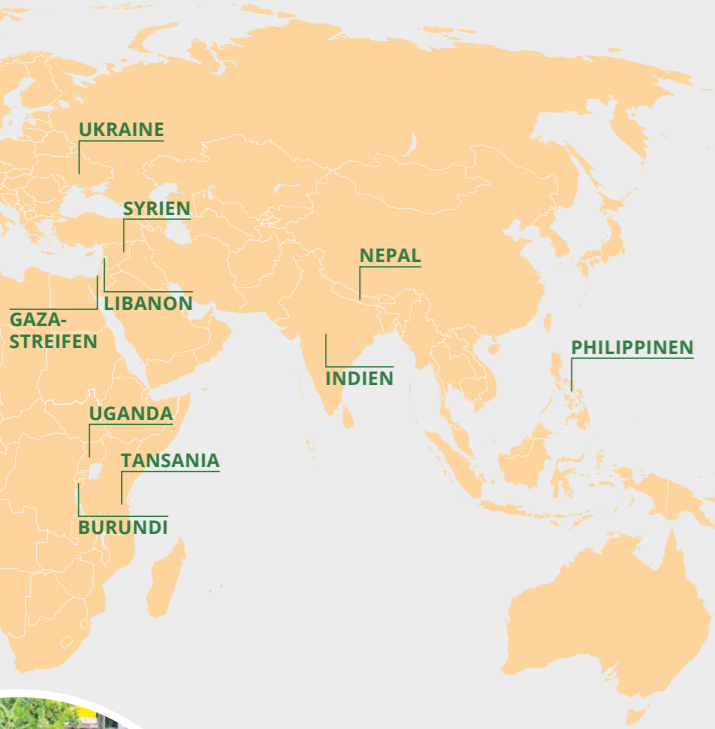 UKRAINE
SYRIEN
NEPAL
LIBANON
GAZA-
STREIFEN
PHILIPPINEN
INDIEN
UGANDA
TANSANIA
BURUNDI